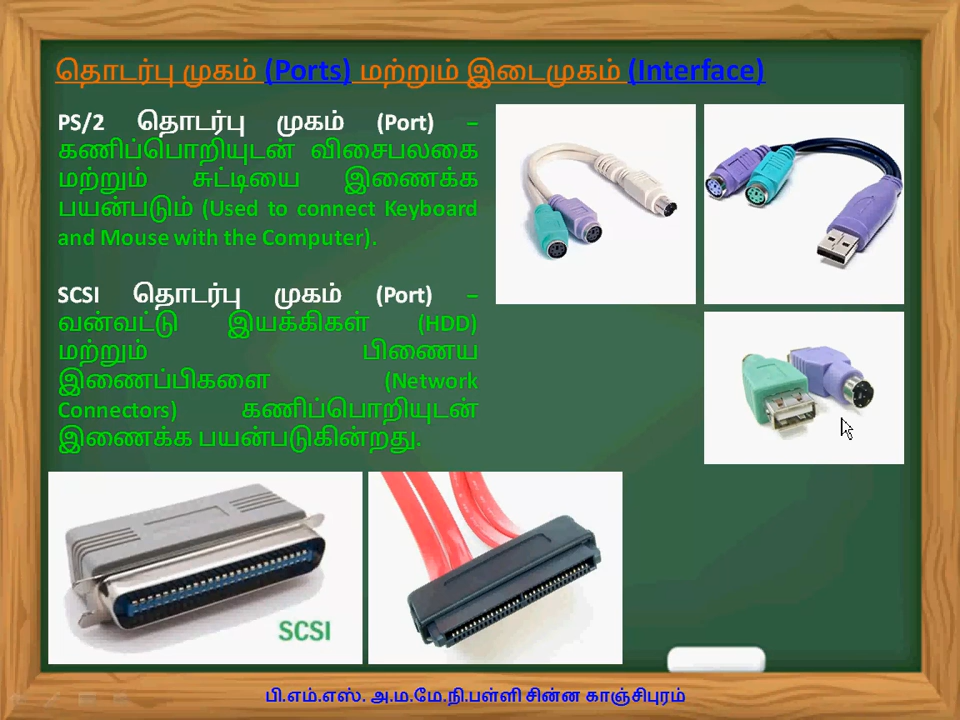 தொடர்பு முகம் (Ports) மற்றும் இடைமுகம் (Interface)
PS/2 தொடர்பு முகம் (Port) –
கணிப்பொறியுடன் விசைபலகை
மற்றும் சுட்டியை இணைக்க
பயன்படும் (Used to connect Keyboard
and Mouse with the Computer).
SCSI தொடர்பு முகம் (Port) –
வன்வட்டு இயக்கிகள் (HDD)
மற்றும் பிணைய
இணைப்பிகளை (Network
Connectors) கணிப்பொறியுடன்
இணைக்க பயன்படுகின்றது.
SCSI
பி.எம்.எஸ். அ.ம.மே.நி.பள்ளி சின்ன காஞ்சிபுரம்